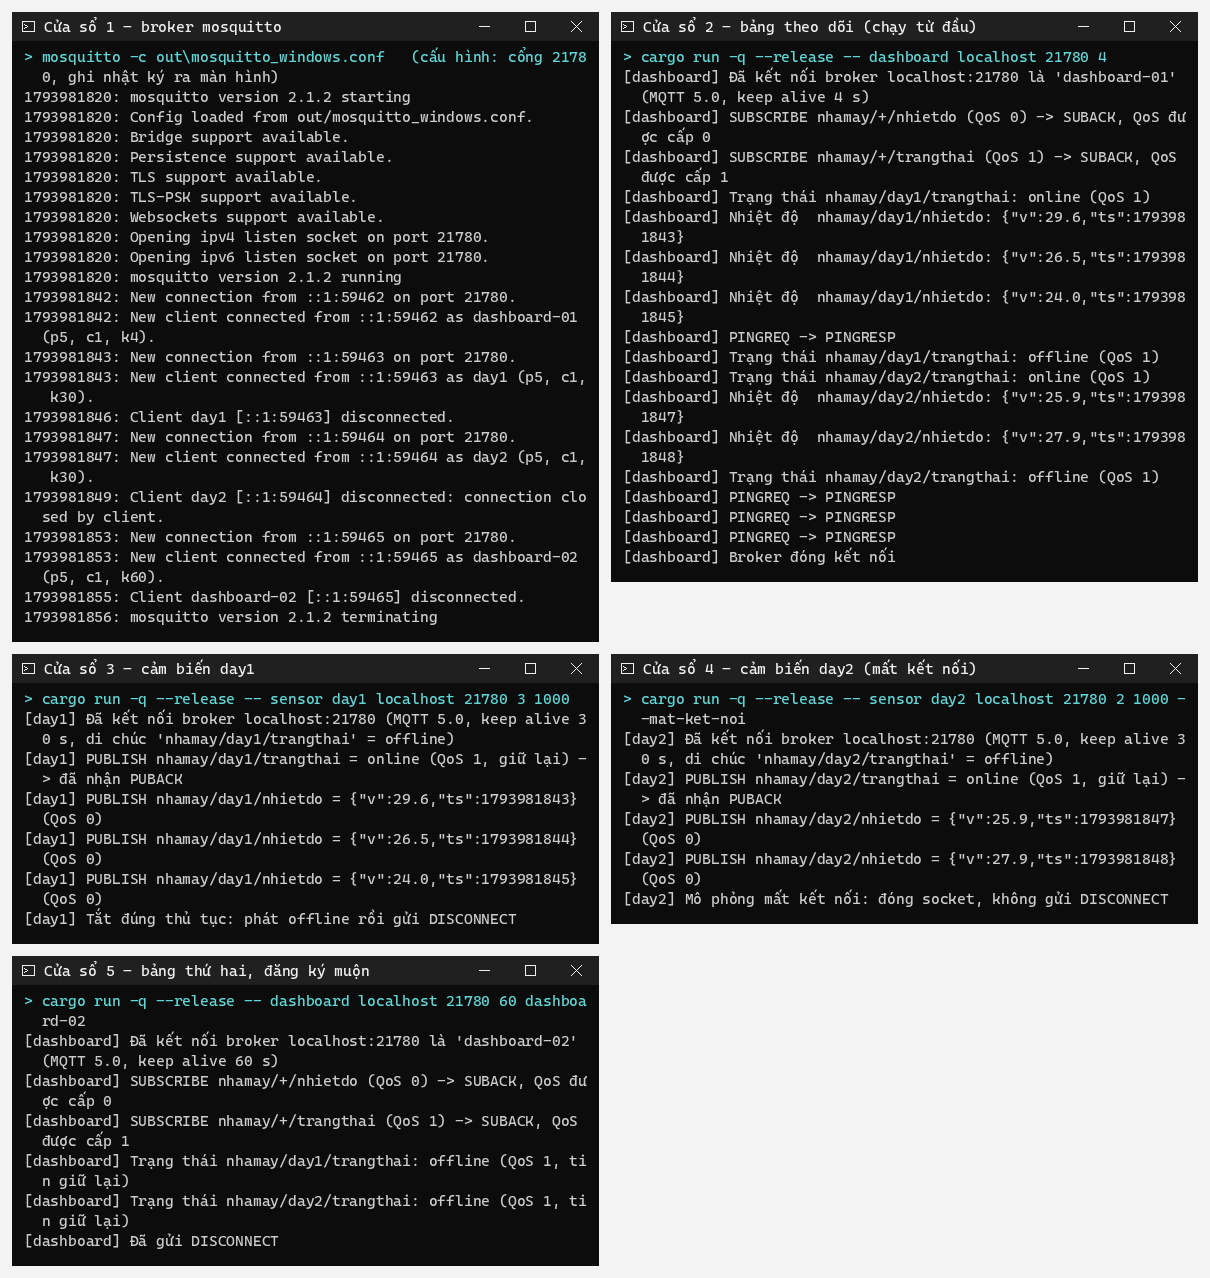 Cửa sổ 1 − broker mosquitto
> mosquitto -c out\mosquitto_windows.conf   (cấu hình: cổng 2178
0, ghi nhật ký ra màn hình)
1793981820: mosquitto version 2.1.2 starting
1793981820: Config loaded from out/mosquitto_windows.conf.
1793981820: Bridge support available.
1793981820: Persistence support available.
1793981820: TLS support available.
1793981820: TLS-PSK support available.
1793981820: Websockets support available.
1793981820: Opening ipv4 listen socket on port 21780.
1793981820: Opening ipv6 listen socket on port 21780.
1793981820: mosquitto version 2.1.2 running
1793981842: New connection from ::1:59462 on port 21780.
1793981842: New client connected from ::1:59462 as dashboard-01
(p5, c1, k4).
1793981843: New connection from ::1:59463 on port 21780.
1793981843: New client connected from ::1:59463 as day1 (p5, c1,
k30).
1793981846: Client day1 [::1:59463] disconnected.
1793981847: New connection from ::1:59464 on port 21780.
1793981847: New client connected from ::1:59464 as day2 (p5, c1,
k30).
1793981849: Client day2 [::1:59464] disconnected: connection clo
sed by client.
1793981853: New connection from ::1:59465 on port 21780.
1793981853: New client connected from ::1:59465 as dashboard-02
(p5, c1, k60).
1793981855: Client dashboard-02 [::1:59465] disconnected.
1793981856: mosquitto version 2.1.2 terminating
Cửa sổ 2 − bảng theo dõi (chạy từ đầu)
> cargo run -q --release -- dashboard localhost 21780 4
[dashboard] Đã kết nối broker localhost:21780 là 'dashboard-01'
(MQTT 5.0, keep alive 4 s)
[dashboard] SUBSCRIBE nhamay/+/nhietdo (QoS 0) -> SUBACK, QoS đư
ợc cấp 0
[dashboard] SUBSCRIBE nhamay/+/trangthai (QoS 1) -> SUBACK, QoS
được cấp 1
[dashboard] Trạng thái nhamay/day1/trangthai: online (QoS 1)
[dashboard] Nhiệt độ  nhamay/day1/nhietdo: {"v":29.6,"ts":179398
1843}
[dashboard] Nhiệt độ  nhamay/day1/nhietdo: {"v":26.5,"ts":179398
1844}
[dashboard] Nhiệt độ  nhamay/day1/nhietdo: {"v":24.0,"ts":179398
1845}
[dashboard] PINGREQ -> PINGRESP
[dashboard] Trạng thái nhamay/day1/trangthai: offline (QoS 1)
[dashboard] Trạng thái nhamay/day2/trangthai: online (QoS 1)
[dashboard] Nhiệt độ  nhamay/day2/nhietdo: {"v":25.9,"ts":179398
1847}
[dashboard] Nhiệt độ  nhamay/day2/nhietdo: {"v":27.9,"ts":179398
1848}
[dashboard] Trạng thái nhamay/day2/trangthai: offline (QoS 1)
[dashboard] PINGREQ -> PINGRESP
[dashboard] PINGREQ -> PINGRESP
[dashboard] PINGREQ -> PINGRESP
[dashboard] Broker đóng kết nối
Cửa sổ 3 − cảm biến day1
> cargo run -q --release -- sensor day1 localhost 21780 3 1000
[day1] Đã kết nối broker localhost:21780 (MQTT 5.0, keep alive 3
0 s, di chúc 'nhamay/day1/trangthai' = offline)
[day1] PUBLISH nhamay/day1/trangthai = online (QoS 1, giữ lại) -
> đã nhận PUBACK
[day1] PUBLISH nhamay/day1/nhietdo = {"v":29.6,"ts":1793981843}
(QoS 0)
[day1] PUBLISH nhamay/day1/nhietdo = {"v":26.5,"ts":1793981844}
(QoS 0)
[day1] PUBLISH nhamay/day1/nhietdo = {"v":24.0,"ts":1793981845}
(QoS 0)
[day1] Tắt đúng thủ tục: phát offline rồi gửi DISCONNECT
Cửa sổ 4 − cảm biến day2 (mất kết nối)
> cargo run -q --release -- sensor day2 localhost 21780 2 1000 -
-mat-ket-noi
[day2] Đã kết nối broker localhost:21780 (MQTT 5.0, keep alive 3
0 s, di chúc 'nhamay/day2/trangthai' = offline)
[day2] PUBLISH nhamay/day2/trangthai = online (QoS 1, giữ lại) -
> đã nhận PUBACK
[day2] PUBLISH nhamay/day2/nhietdo = {"v":25.9,"ts":1793981847}
(QoS 0)
[day2] PUBLISH nhamay/day2/nhietdo = {"v":27.9,"ts":1793981848}
(QoS 0)
[day2] Mô phỏng mất kết nối: đóng socket, không gửi DISCONNECT
Cửa sổ 5 − bảng thứ hai, đăng ký muộn
> cargo run -q --release -- dashboard localhost 21780 60 dashboa
rd-02
[dashboard] Đã kết nối broker localhost:21780 là 'dashboard-02'
(MQTT 5.0, keep alive 60 s)
[dashboard] SUBSCRIBE nhamay/+/nhietdo (QoS 0) -> SUBACK, QoS đư
ợc cấp 0
[dashboard] SUBSCRIBE nhamay/+/trangthai (QoS 1) -> SUBACK, QoS
được cấp 1
[dashboard] Trạng thái nhamay/day1/trangthai: offline (QoS 1, ti
n giữ lại)
[dashboard] Trạng thái nhamay/day2/trangthai: offline (QoS 1, ti
n giữ lại)
[dashboard] Đã gửi DISCONNECT